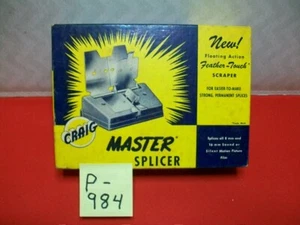 New!
Floating Action
Feather-Touch
SCRAPER
FOR EASIER-TO-MAKE
STRONG, PERMANENT SPLICES
CRAIG
MASTER
SPLICER
Splices all 8 mm and
16 mm Sound or
Silent Motion Picture
Film
P-
984